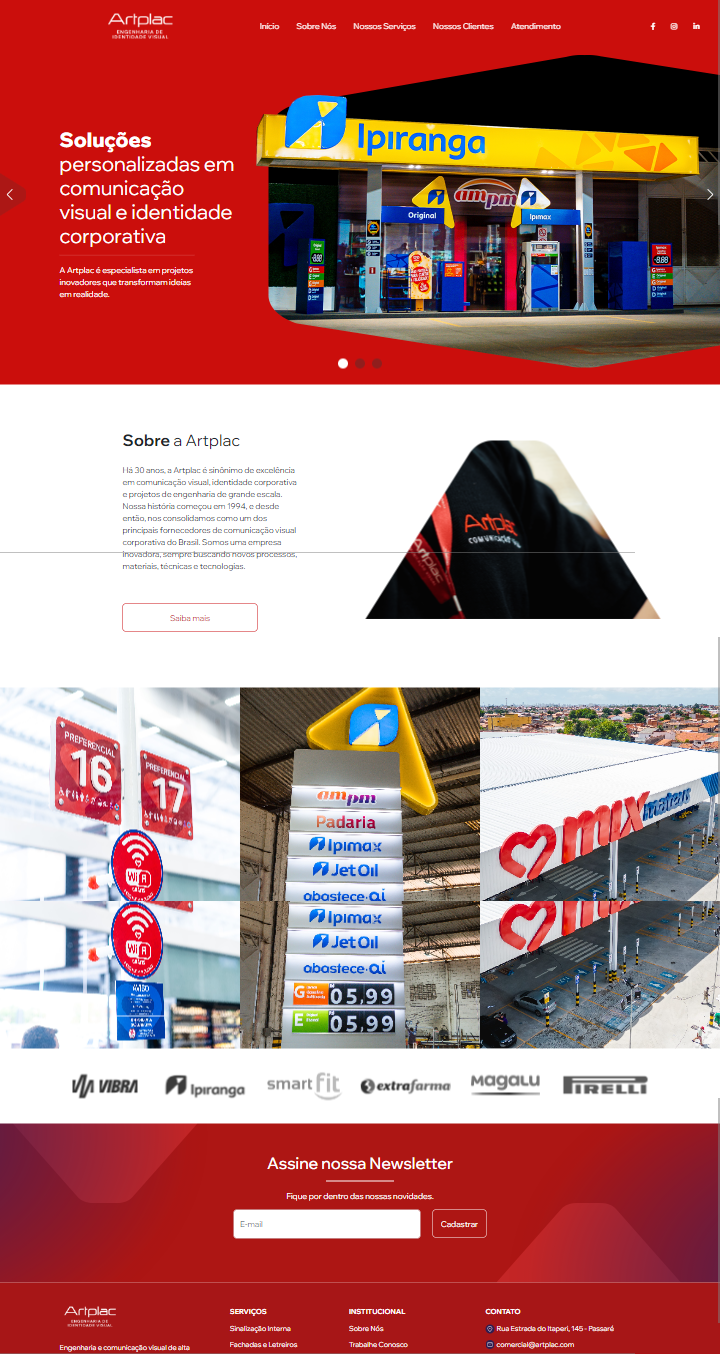 Artplac
ENGENHARIA DE
IDENTIDADE VISUAL
Início Sobre Nós Nossos Serviços Nossos Clientes Atendimento
Soluções
personalizadas em
comunicação
visual e identidade
corporativa
A Artplac é especialista em projetos
inovadores que transformam ideias
em realidade.
Ipiranga
ampm
Original
Ipimax
Sobre a Artplac
Há 30 anos, a Artplac é sinônimo de excelência
em comunicação visual, identidade corporativa
e projetos de engenharia de grande escala.
Nossa história começou em 1994, e desde
então, nos consolidamos como um dos
principais fornecedores de comunicação visual
corporativa do Brasil. Somos uma empresa
inovadora, sempre buscando novos processos,
materiais, técnicas e tecnologias.
Saiba mais
Artplac
PREFERENCIAL
16
PREFERENCIAL
17
WiFi
ampm
Padaria
Ipimax
Jet Oil
abastece.ai
mix mateus
WiFi
AVISO
Ipimax
Jet Oil
abastece.ai
G 05,99
E 05,99
VIBRA
Ipiranga
smart fit
extrafarma
MAGALU
PIRELLI
Assine nossa Newsletter
Fique por dentro das nossas novidades.
E-mail
Cadastrar
Artplac
ENGENHARIA DE
IDENTIDADE VISUAL
Engenharia e comunicação visual de alta
SERVIÇOS
Sinalização Interna
Fachadas e Letreiros
INSTITUCIONAL
Sobre Nós
Trabalhe Conosco
CONTATO
Rua Estrada do Itaperi, 145 - Passaré
comercial@artplac.com